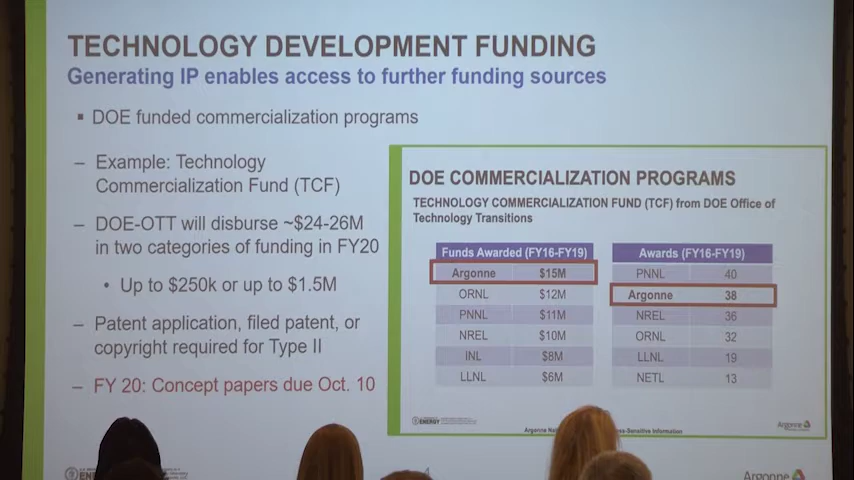 TECHNOLOGY DEVELOPMENT FUNDING
Generating IP enables access to further funding sources
▪ DOE funded commercialization programs
– Example: Technology
Commercialization Fund (TCF)
– DOE-OTT will disburse ~$24-26M
in two categories of funding in FY20
• Up to $250k or up to $1.5M
– Patent application, filed patent, or
copyright required for Type II
– FY 20: Concept papers due Oct. 10
DOE COMMERCIALIZATION PROGRAMS
TECHNOLOGY COMMERCIALIZATION FUND (TCF) from DOE Office of
Technology Transitions
Funds Awarded (FY16-FY19)
Argonne $15M
ORNL $12M
PNNL $11M
NREL $10M
INL $8M
LLNL $6M
Awards (FY16-FY19)
PNNL 40
Argonne 38
NREL 36
ORNL 32
LLNL 19
NETL 13
ENERGY
Argonne
Sensitive Information
Argonne
Argonne